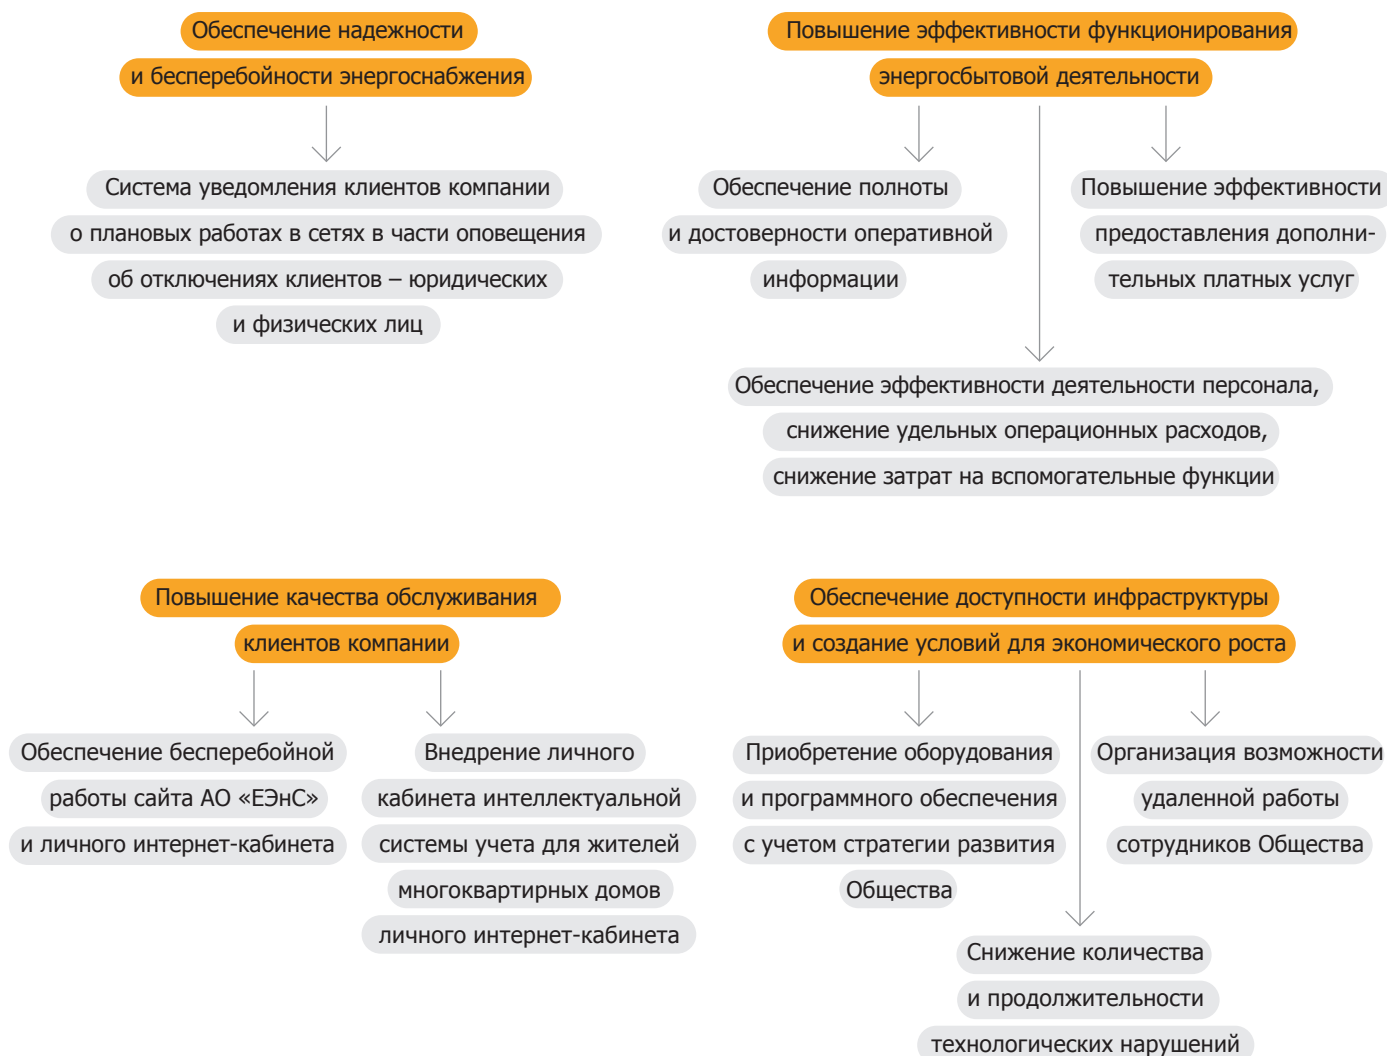 Обеспечение надежности
и бесперебойности энергоснабжения
Система уведомления клиентов компании
о плановых работах в сетях в части оповещения
об отключениях клиентов – юридических
и физических лиц
Повышение эффективности функционирования
энергосбытовой деятельности
Обеспечение полноты
и достоверности оперативной
информации
Повышение эффективности
предоставления дополни-
тельных платных услуг
Обеспечение эффективности деятельности персонала,
снижение удельных операционных расходов,
снижение затрат на вспомогательные функции
Повышение качества обслуживания
клиентов компании
Обеспечение бесперебойной
работы сайта АО «ЕЭнС»
и личного интернет-кабинета
Внедрение личного
кабинета интеллектуальной
системы учета для жителей
многоквартирных домов
личного интернет-кабинета
Обеспечение доступности инфраструктуры
и создание условий для экономического роста
Приобретение оборудования
и программного обеспечения
с учетом стратегии развития
Общества
Организация возможности
удаленной работы
сотрудников Общества
Снижение количества
и продолжительности
технологических нарушений